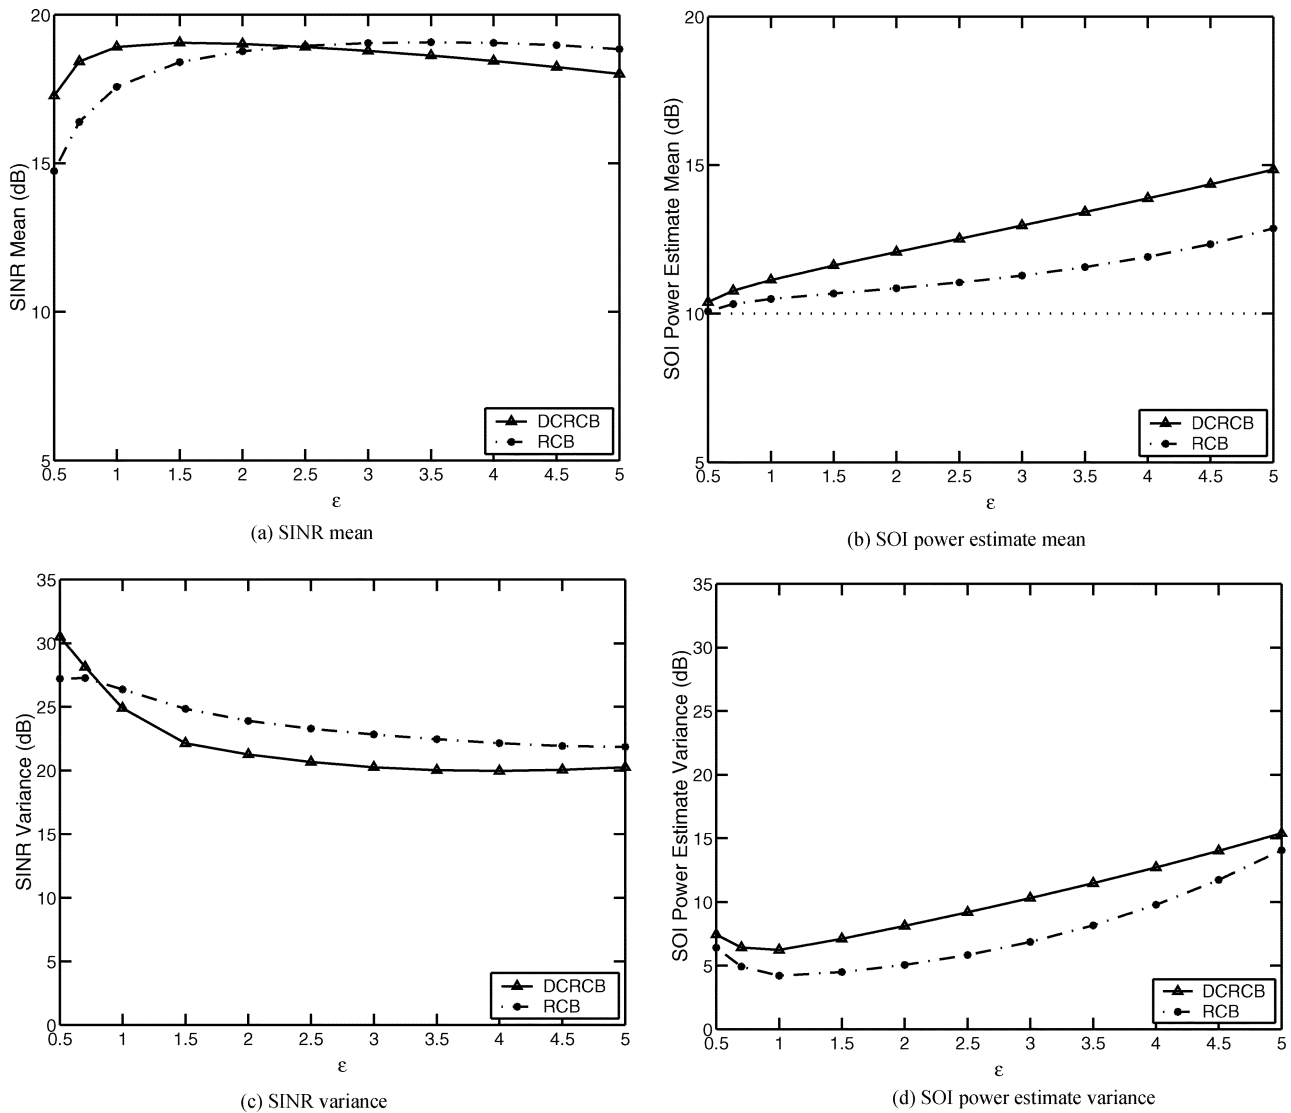 20
15
10
5
SINR Mean (dB)
DCRCB
RCB
0.5 1 1.5 2 2.5 3 3.5 4 4.5 5
ε
(a) SINR mean
20
15
10
5
SOI Power Estimate Mean (dB)
DCRCB
RCB
0.5 1 1.5 2 2.5 3 3.5 4 4.5 5
ε
(b) SOI power estimate mean
35
30
25
20
15
10
5
0
SINR Variance (dB)
DCRCB
RCB
0.5 1 1.5 2 2.5 3 3.5 4 4.5 5
ε
(c) SINR variance
35
30
25
20
15
10
5
0
SOI Power Estimate Variance (dB)
DCRCB
RCB
0.5 1 1.5 2 2.5 3 3.5 4 4.5 5
ε
(d) SOI power estimate variance